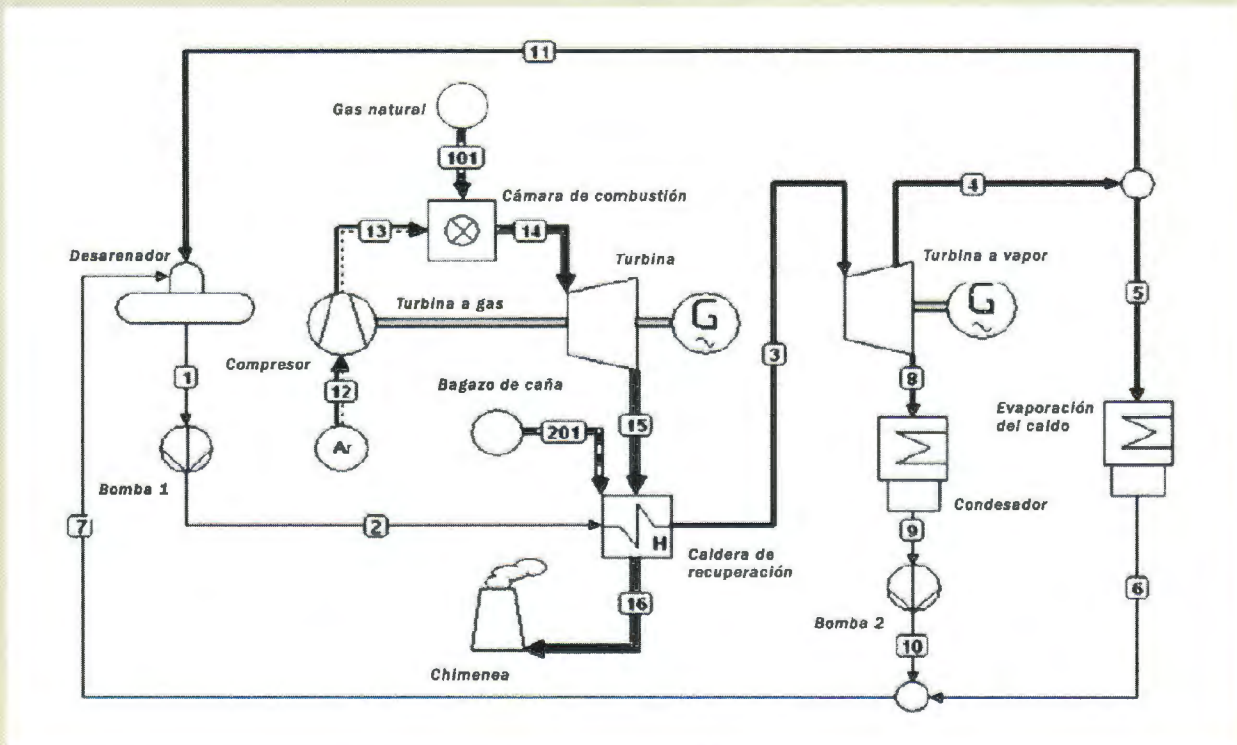 11
Gas natural
101
Cámara de combustión
4
13
14
Desarenador
Turbina
Turbina a vapor
Turbina a gas
G
~
G
~
5
3
1
Compresor
12
Bagazo de caña
8
Evaporación
del caldo
201
15
Ar
Bomba 1
7
2
H
9
Condesador
Caldera de
recuperación
6
16
Bomba 2
10
Chimenea